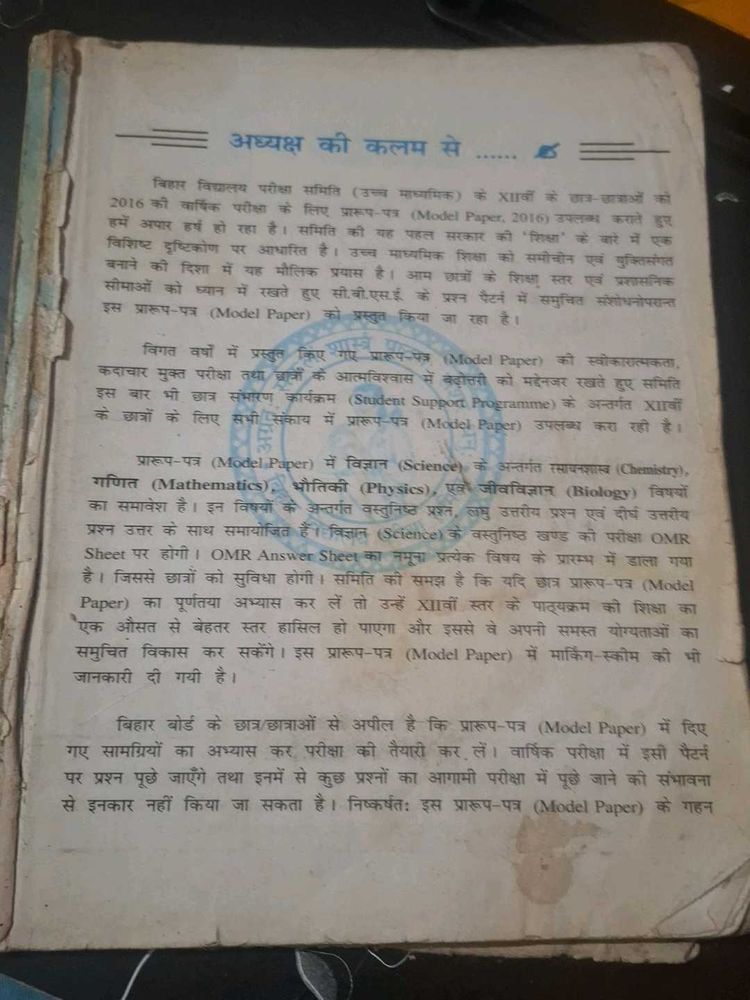 अध्यक्ष की कलम से ......
बिहार विद्यालय परीक्षा समिति (उच्च माध्यमिक) के XIIवीं के छात्र-छात्राओं को
2016 की वार्षिक परीक्षा के लिए प्रारूप-पत्र (Model Paper, 2016) उपलब्ध कराते हुए
हमें अपार हर्ष हो रहा है। समिति की यह पहल सरकार की 'शिक्षा' के बारे में एक
विशिष्ट दृष्टिकोण पर आधारित है। उच्च माध्यमिक शिक्षा को समीचीन एवं युक्तिसंगत
बनाने की दिशा में यह मौलिक प्रयास है। आम छात्रों के शिक्षा स्तर एवं प्रशासनिक
सीमाओं को ध्यान में रखते हुए सी.बी.एस.ई. के प्रश्न पैटर्न में समुचित संशोधनोपरान्त
इस प्रारूप-पत्र (Model Paper) को प्रस्तुत किया जा रहा है।
विगत वर्षों में प्रस्तुत किए गए प्रारूप-पत्र (Model Paper) की स्वीकारात्मकता,
कदाचार मुक्त परीक्षा तथा छात्रों के आत्मविश्वास में बढ़ोत्तरी को मद्देनजर रखते हुए समिति
इस बार भी छात्र संभारण कार्यक्रम (Student Support Programme) के अन्तर्गत XIIवीं
के छात्रों के लिए सभी संकाय में प्रारूप-पत्र (Model Paper) उपलब्ध करा रही है।
प्रारूप-पत्र (Model Paper) में विज्ञान (Science) के अन्तर्गत रसायनशास्त्र (Chemistry),
गणित (Mathematics), भौतिकी (Physics), एवं जीवविज्ञान (Biology) विषयों
का समावेश है। इन विषयों के अन्तर्गत वस्तुनिष्ठ प्रश्न, लघु उत्तरीय प्रश्न एवं दीर्घ उत्तरीय
प्रश्न उत्तर के साथ समायोजित हैं। विज्ञान (Science) के वस्तुनिष्ठ खण्ड की परीक्षा OMR
Sheet पर होगी। OMR Answer Sheet का नमूना प्रत्येक विषय के प्रारम्भ में डाला गया
है। जिससे छात्रों को सुविधा होगी। समिति की समझ है कि यदि छात्र प्रारूप-पत्र (Model
Paper) का पूर्णतया अभ्यास कर लें तो उन्हें XIIवीं स्तर के पाठ्यक्रम की शिक्षा का
एक औसत से बेहतर स्तर हासिल हो पाएगा और इससे वे अपनी समस्त योग्यताओं का
समुचित विकास कर सकेंगे। इस प्रारूप-पत्र (Model Paper) में मार्किंग-स्कीम की भी
जानकारी दी गयी है।
बिहार बोर्ड के छात्र/छात्राओं से अपील है कि प्रारूप-पत्र (Model Paper) में दिए
गए सामग्रियों का अभ्यास कर परीक्षा की तैयारी कर लें। वार्षिक परीक्षा में इसी पैटर्न
पर प्रश्न पूछे जाएँगे तथा इनमें से कुछ प्रश्नों का आगामी परीक्षा में पूछे जाने की संभावना
से इनकार नहीं किया जा सकता है। निष्कर्षत: इस प्रारूप-पत्र (Model Paper) के गहन